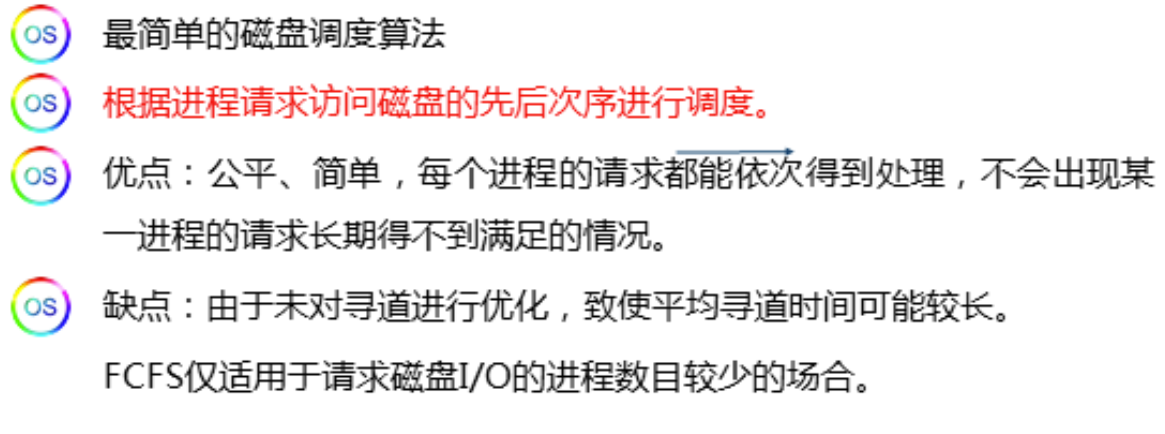 OS 最简单的磁盘调度算法
OS 根据进程请求访问磁盘的先后次序进行调度。
OS 优点：公平、简单，每个进程的请求都能依次得到处理，不会出现某
一进程的请求长期得不到满足的情况。
OS 缺点：由于未对寻道进行优化，致使平均寻道时间可能较长。
FCFS仅适用于请求磁盘I/O的进程数目较少的场合。